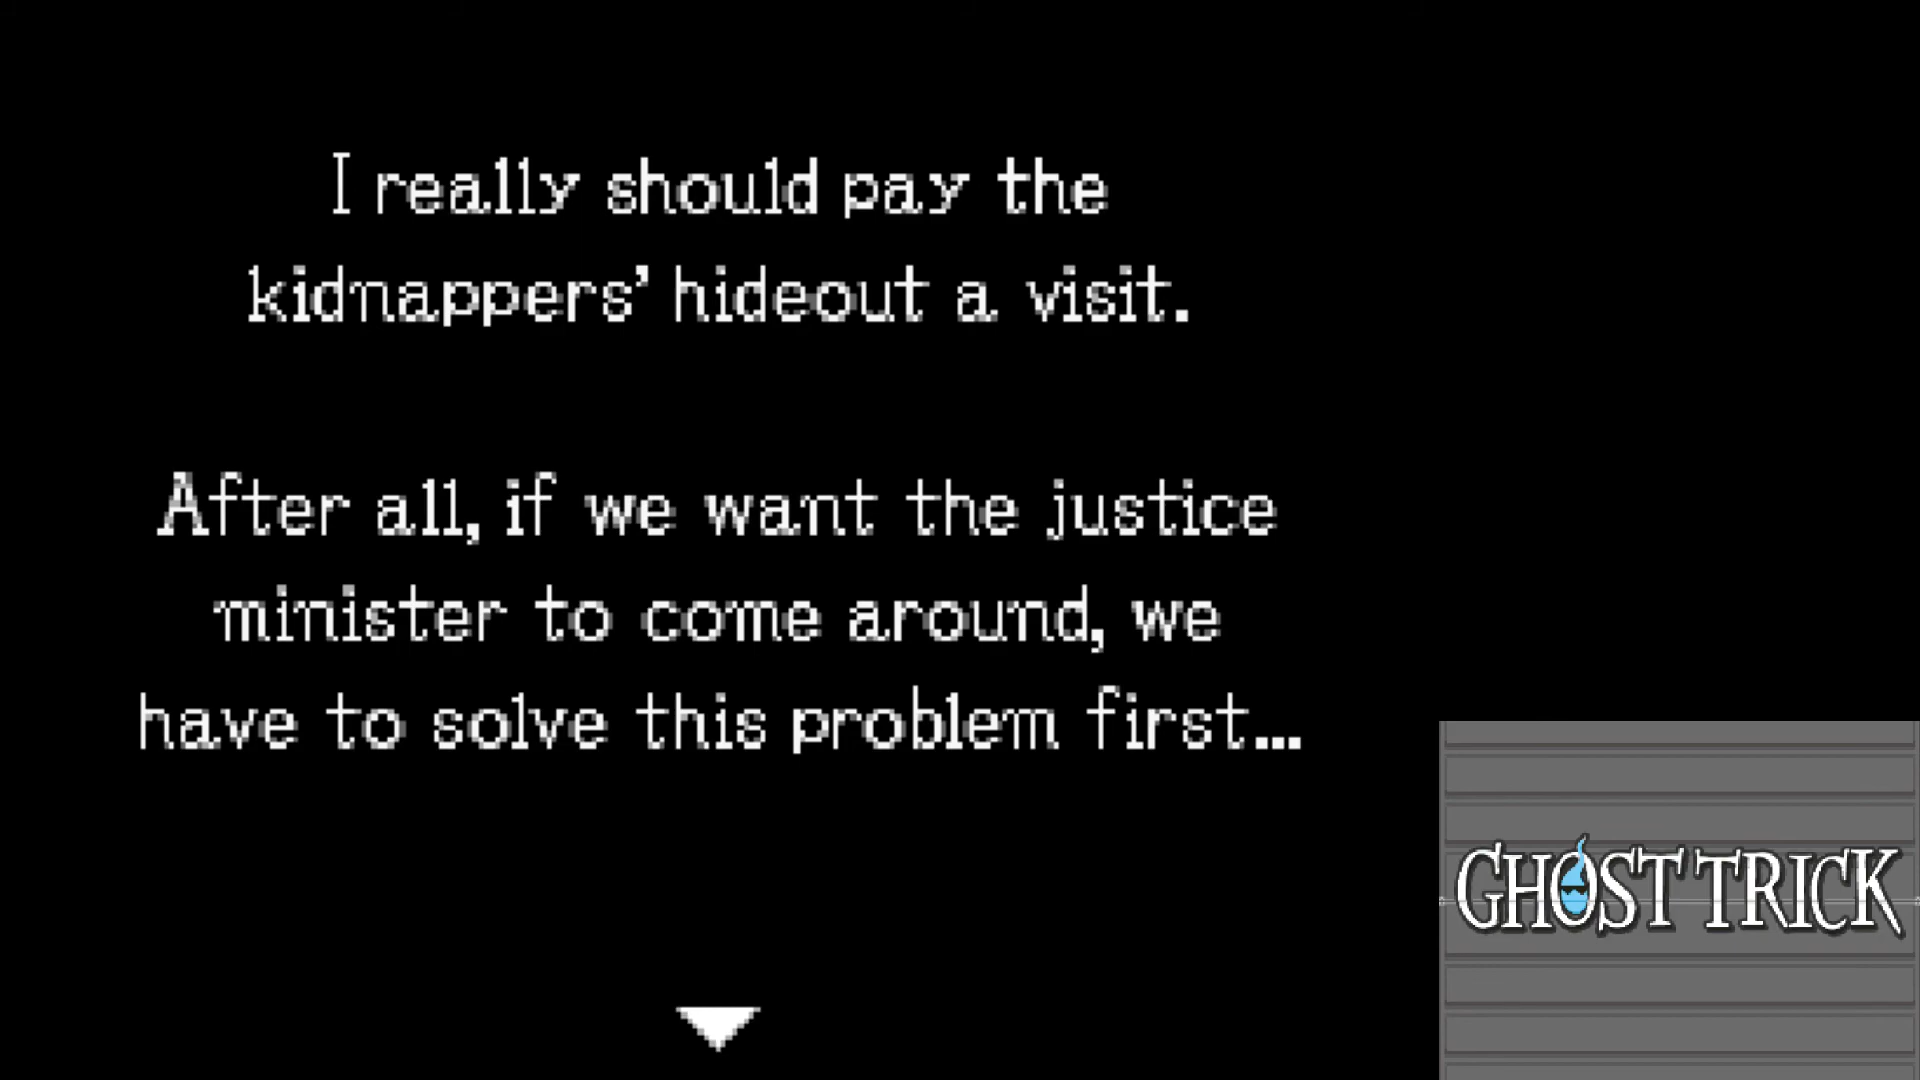 I really should pay the
kidnappers' hideout a visit.
After all, if we want the justice
minister to come around, we
have to solve this problem first...
GHOST TRICK